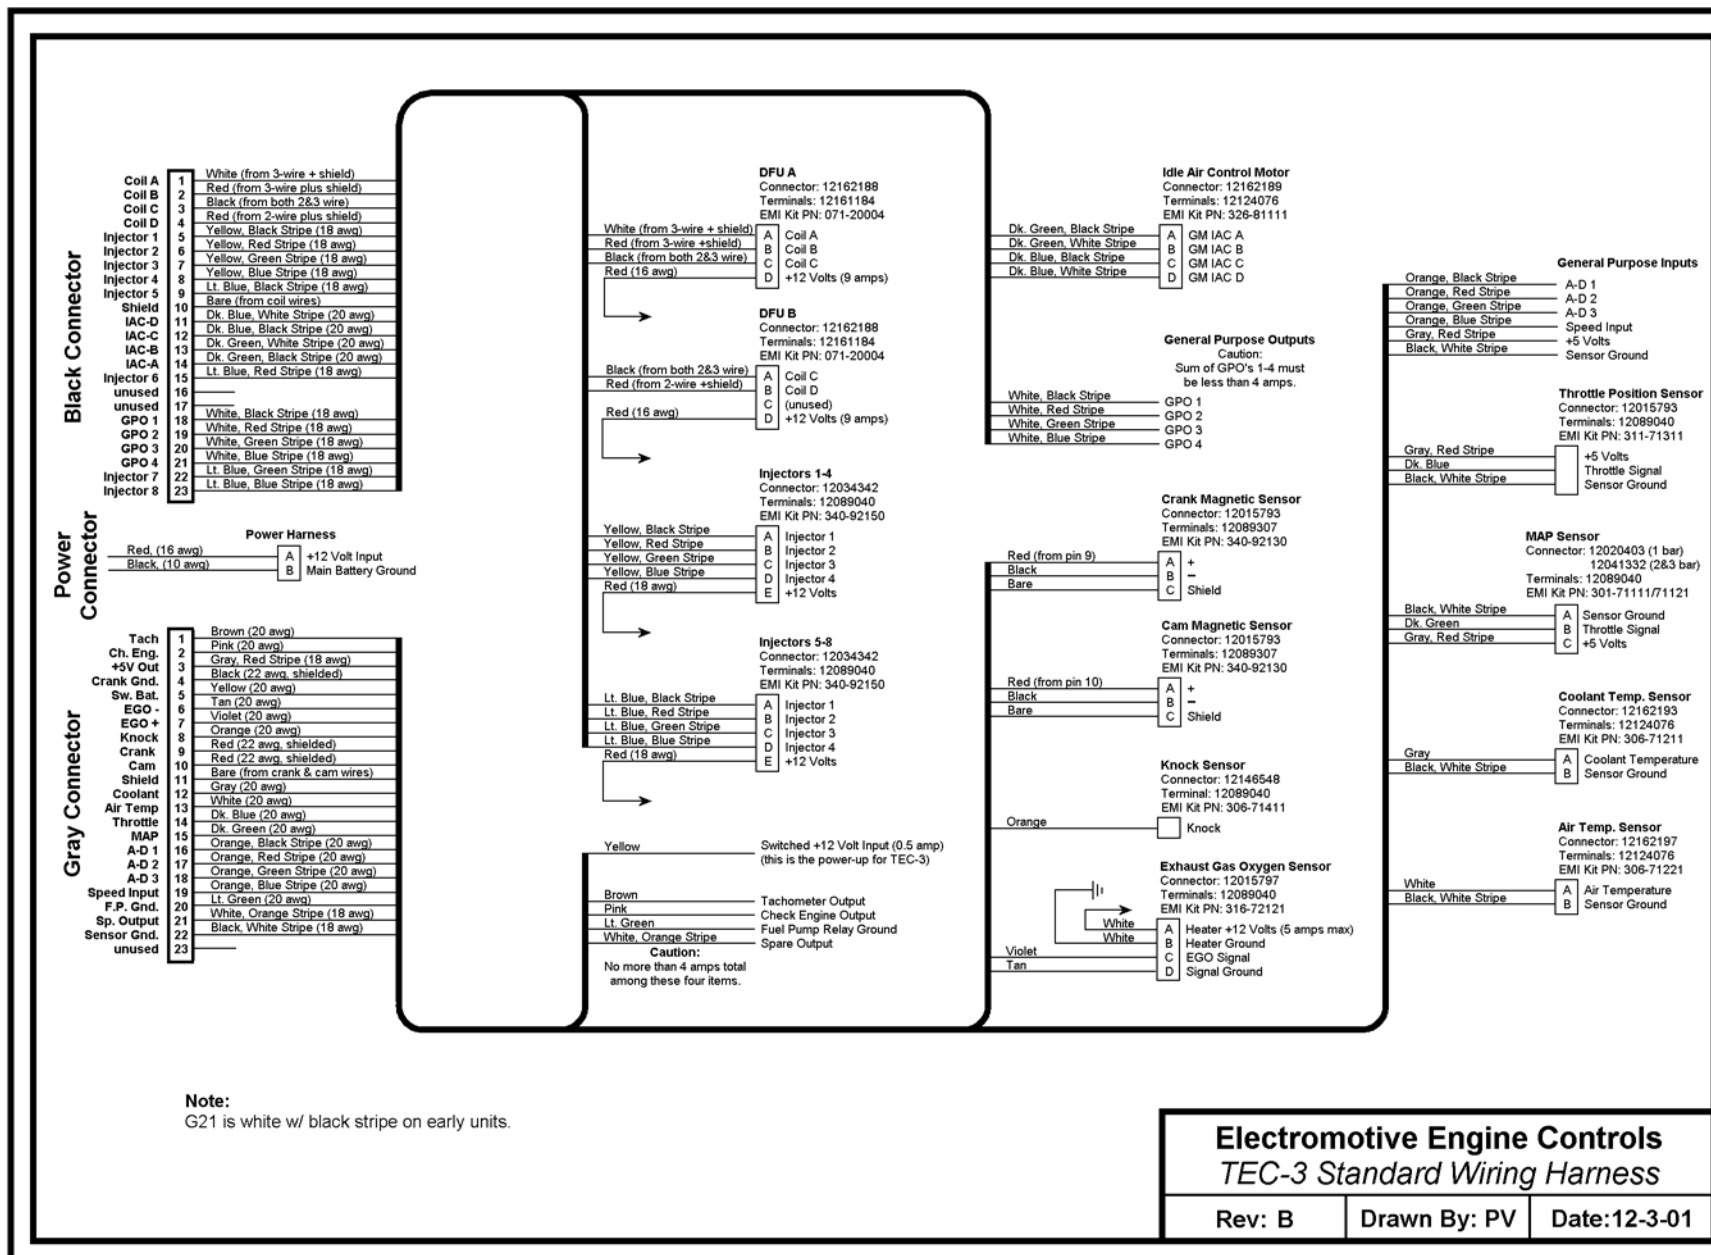 Black Connector
Coil A 1 White (from 3-wire + shield)
Coil B 2 Red (from 3-wire plus shield)
Coil C 3 Black (from both 2&3 wire)
Coil D 4 Red (from 2-wire plus shield)
Injector 1 5 Yellow, Black Stripe (18 awg)
Injector 2 6 Yellow, Red Stripe (18 awg)
Injector 3 7 Yellow, Green Stripe (18 awg)
Injector 4 8 Yellow, Blue Stripe (18 awg)
Injector 5 9 Lt. Blue, Black Stripe (18 awg)
Shield 10 Bare (from coil wires)
IAC-D 11 Dk. Blue, White Stripe (20 awg)
IAC-C 12 Dk. Blue, Black Stripe (20 awg)
IAC-B 13 Dk. Green, White Stripe (20 awg)
IAC-A 14 Dk. Green, Black Stripe (20 awg)
Injector 6 15 Lt. Blue, Red Stripe (18 awg)
unused 16
unused 17
GPO 1 18 White, Black Stripe (18 awg)
GPO 2 19 White, Red Stripe (18 awg)
GPO 3 20 White, Green Stripe (18 awg)
GPO 4 21 White, Blue Stripe (18 awg)
Injector 7 22 Lt. Blue, Green Stripe (18 awg)
Injector 8 23 Lt. Blue, Blue Stripe (18 awg)
Power
Connector
Power Harness
Red, (16 awg) A +12 Volt Input
Black, (10 awg) B Main Battery Ground
Gray Connector
Tach 1 Brown (20 awg)
Ch. Eng. 2 Pink (20 awg)
+5V Out 3 Gray, Red Stripe (18 awg)
Crank Gnd. 4 Black (22 awg, shielded)
Sw. Bat. 5 Yellow (20 awg)
EGO - 6 Tan (20 awg)
EGO + 7 Violet (20 awg)
Knock 8 Orange (20 awg)
Crank 9 Red (22 awg, shielded)
Cam 10 Red (22 awg, shielded)
Shield 11 Bare (from crank & cam wires)
Coolant 12 Gray (20 awg)
Air Temp 13 White (20 awg)
Throttle 14 Dk. Blue (20 awg)
MAP 15 Dk. Green (20 awg)
A-D 1 16 Orange, Black Stripe (20 awg)
A-D 2 17 Orange, Red Stripe (20 awg)
A-D 3 18 Orange, Green Stripe (20 awg)
Speed Input 19 Orange, Blue Stripe (20 awg)
F.P. Gnd. 20 Lt. Green (20 awg)
Sp. Output 21 White, Orange Stripe (18 awg)
Sensor Gnd. 22 Black, White Stripe (18 awg)
unused 23
DFU A
Connector: 12162188
Terminals: 12161184
EMI Kit PN: 071-20004
White (from 3-wire + shield) A Coil A
Red (from 3-wire +shield) B Coil B
Black (from both 2&3 wire) C Coil C
Red (16 awg) D +12 Volts (9 amps)
DFU B
Connector: 12162188
Terminals: 12161184
EMI Kit PN: 071-20004
Black (from both 2&3 wire) A Coil C
Red (from 2-wire +shield) B Coil D
C (unused)
Red (16 awg) D +12 Volts (9 amps)
Injectors 1-4
Connector: 12034342
Terminals: 12089040
EMI Kit PN: 340-92150
Yellow, Black Stripe A Injector 1
Yellow, Red Stripe B Injector 2
Yellow, Green Stripe C Injector 3
Yellow, Blue Stripe D Injector 4
Red (18 awg) E +12 Volts
Injectors 5-8
Connector: 12034342
Terminals: 12089040
EMI Kit PN: 340-92150
Lt. Blue, Black Stripe A Injector 1
Lt. Blue, Red Stripe B Injector 2
Lt. Blue, Green Stripe C Injector 3
Lt. Blue, Blue Stripe D Injector 4
Red (18 awg) E +12 Volts
Yellow Switched +12 Volt Input (0.5 amp)
(this is the power-up for TEC-3)
Brown Tachometer Output
Pink Check Engine Output
Lt. Green Fuel Pump Relay Ground
White, Orange Stripe Spare Output
Caution:
No more than 4 amps total
among these four items.
Idle Air Control Motor
Connector: 12162189
Terminals: 12124076
EMI Kit PN: 326-81111
Dk. Green, Black Stripe A GM IAC A
Dk. Green, White Stripe B GM IAC B
Dk. Blue, Black Stripe C GM IAC C
Dk. Blue, White Stripe D GM IAC D
General Purpose Outputs
Caution:
Sum of GPO's 1-4 must
be less than 4 amps.
White, Black Stripe GPO 1
White, Red Stripe GPO 2
White, Green Stripe GPO 3
White, Blue Stripe GPO 4
Crank Magnetic Sensor
Connector: 12015793
Terminals: 12089307
EMI Kit PN: 340-92130
Red (from pin 9) A +
Black B −
Bare C Shield
Cam Magnetic Sensor
Connector: 12015793
Terminals: 12089307
EMI Kit PN: 340-92130
Red (from pin 10) A +
Black B −
Bare C Shield
Knock Sensor
Connector: 12146548
Terminal: 12089040
EMI Kit PN: 306-71411
Orange Knock
Exhaust Gas Oxygen Sensor
Connector: 12015797
Terminals: 12089040
EMI Kit PN: 316-72121
White A Heater +12 Volts (5 amps max)
White B Heater Ground
Violet C EGO Signal
Tan D Signal Ground
General Purpose Inputs
Orange, Black Stripe A-D 1
Orange, Red Stripe A-D 2
Orange, Green Stripe A-D 3
Orange, Blue Stripe Speed Input
Gray, Red Stripe +5 Volts
Black, White Stripe Sensor Ground
Throttle Position Sensor
Connector: 12015793
Terminals: 12089040
EMI Kit PN: 311-71311
Gray, Red Stripe +5 Volts
Dk. Blue Throttle Signal
Black, White Stripe Sensor Ground
MAP Sensor
Connector: 12020403 (1 bar)
12041332 (2&3 bar)
Terminals: 12089040
EMI Kit PN: 301-71111/71121
Black, White Stripe A Sensor Ground
Dk. Green B Throttle Signal
Gray, Red Stripe C +5 Volts
Coolant Temp. Sensor
Connector: 12162193
Terminals: 12124076
EMI Kit PN: 306-71211
Gray A Coolant Temperature
Black, White Stripe B Sensor Ground
Air Temp. Sensor
Connector: 12162197
Terminals: 12124076
EMI Kit PN: 306-71221
White A Air Temperature
Black, White Stripe B Sensor Ground
Note:
G21 is white w/ black stripe on early units.
Electromotive Engine Controls
TEC-3 Standard Wiring Harness
Rev: B Drawn By: PV Date:12-3-01